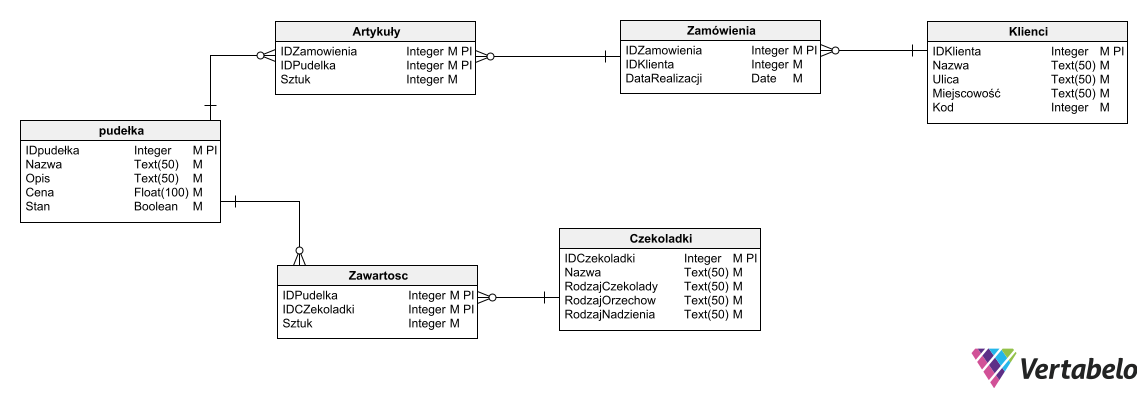 Artykuły
IDZamowienia Integer M PI
IDPudelka Integer M PI
Sztuk Integer M
Zamówienia
IDZamowienia Integer M PI
IDKlienta Integer M
DataRealizacji Date M
Klienci
IDKlienta Integer M PI
Nazwa Text(50) M
Ulica Text(50) M
Miejscowość Text(50) M
Kod Integer M
pudełka
IDpudełka Integer M PI
Nazwa Text(50) M
Opis Text(50) M
Cena Float(100) M
Stan Boolean M
Zawartosc
IDPudelka Integer M PI
IDCZekoladki Integer M PI
Sztuk Integer M
Czekoladki
IDCzekoladki Integer M PI
Nazwa Text(50) M
RodzajCzekolady Text(50) M
RodzajOrzechow Text(50) M
RodzajNadzienia Text(50) M
Vertabelo